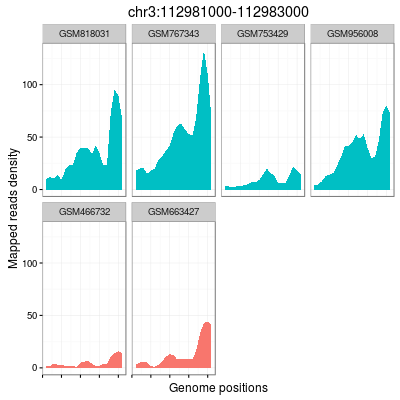 chr3:112981000-112983000
GSM818031 GSM767343 GSM753429 GSM956008
100
50
0
GSM466732 GSM663427
100
50
0
Mapped reads density
Genome positions